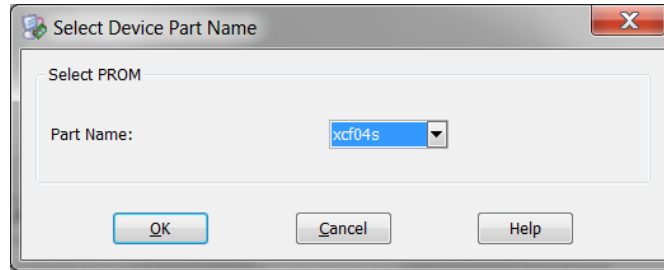 Select Device Part Name
Select PROM
Part Name: xcf04s
OK Cancel Help